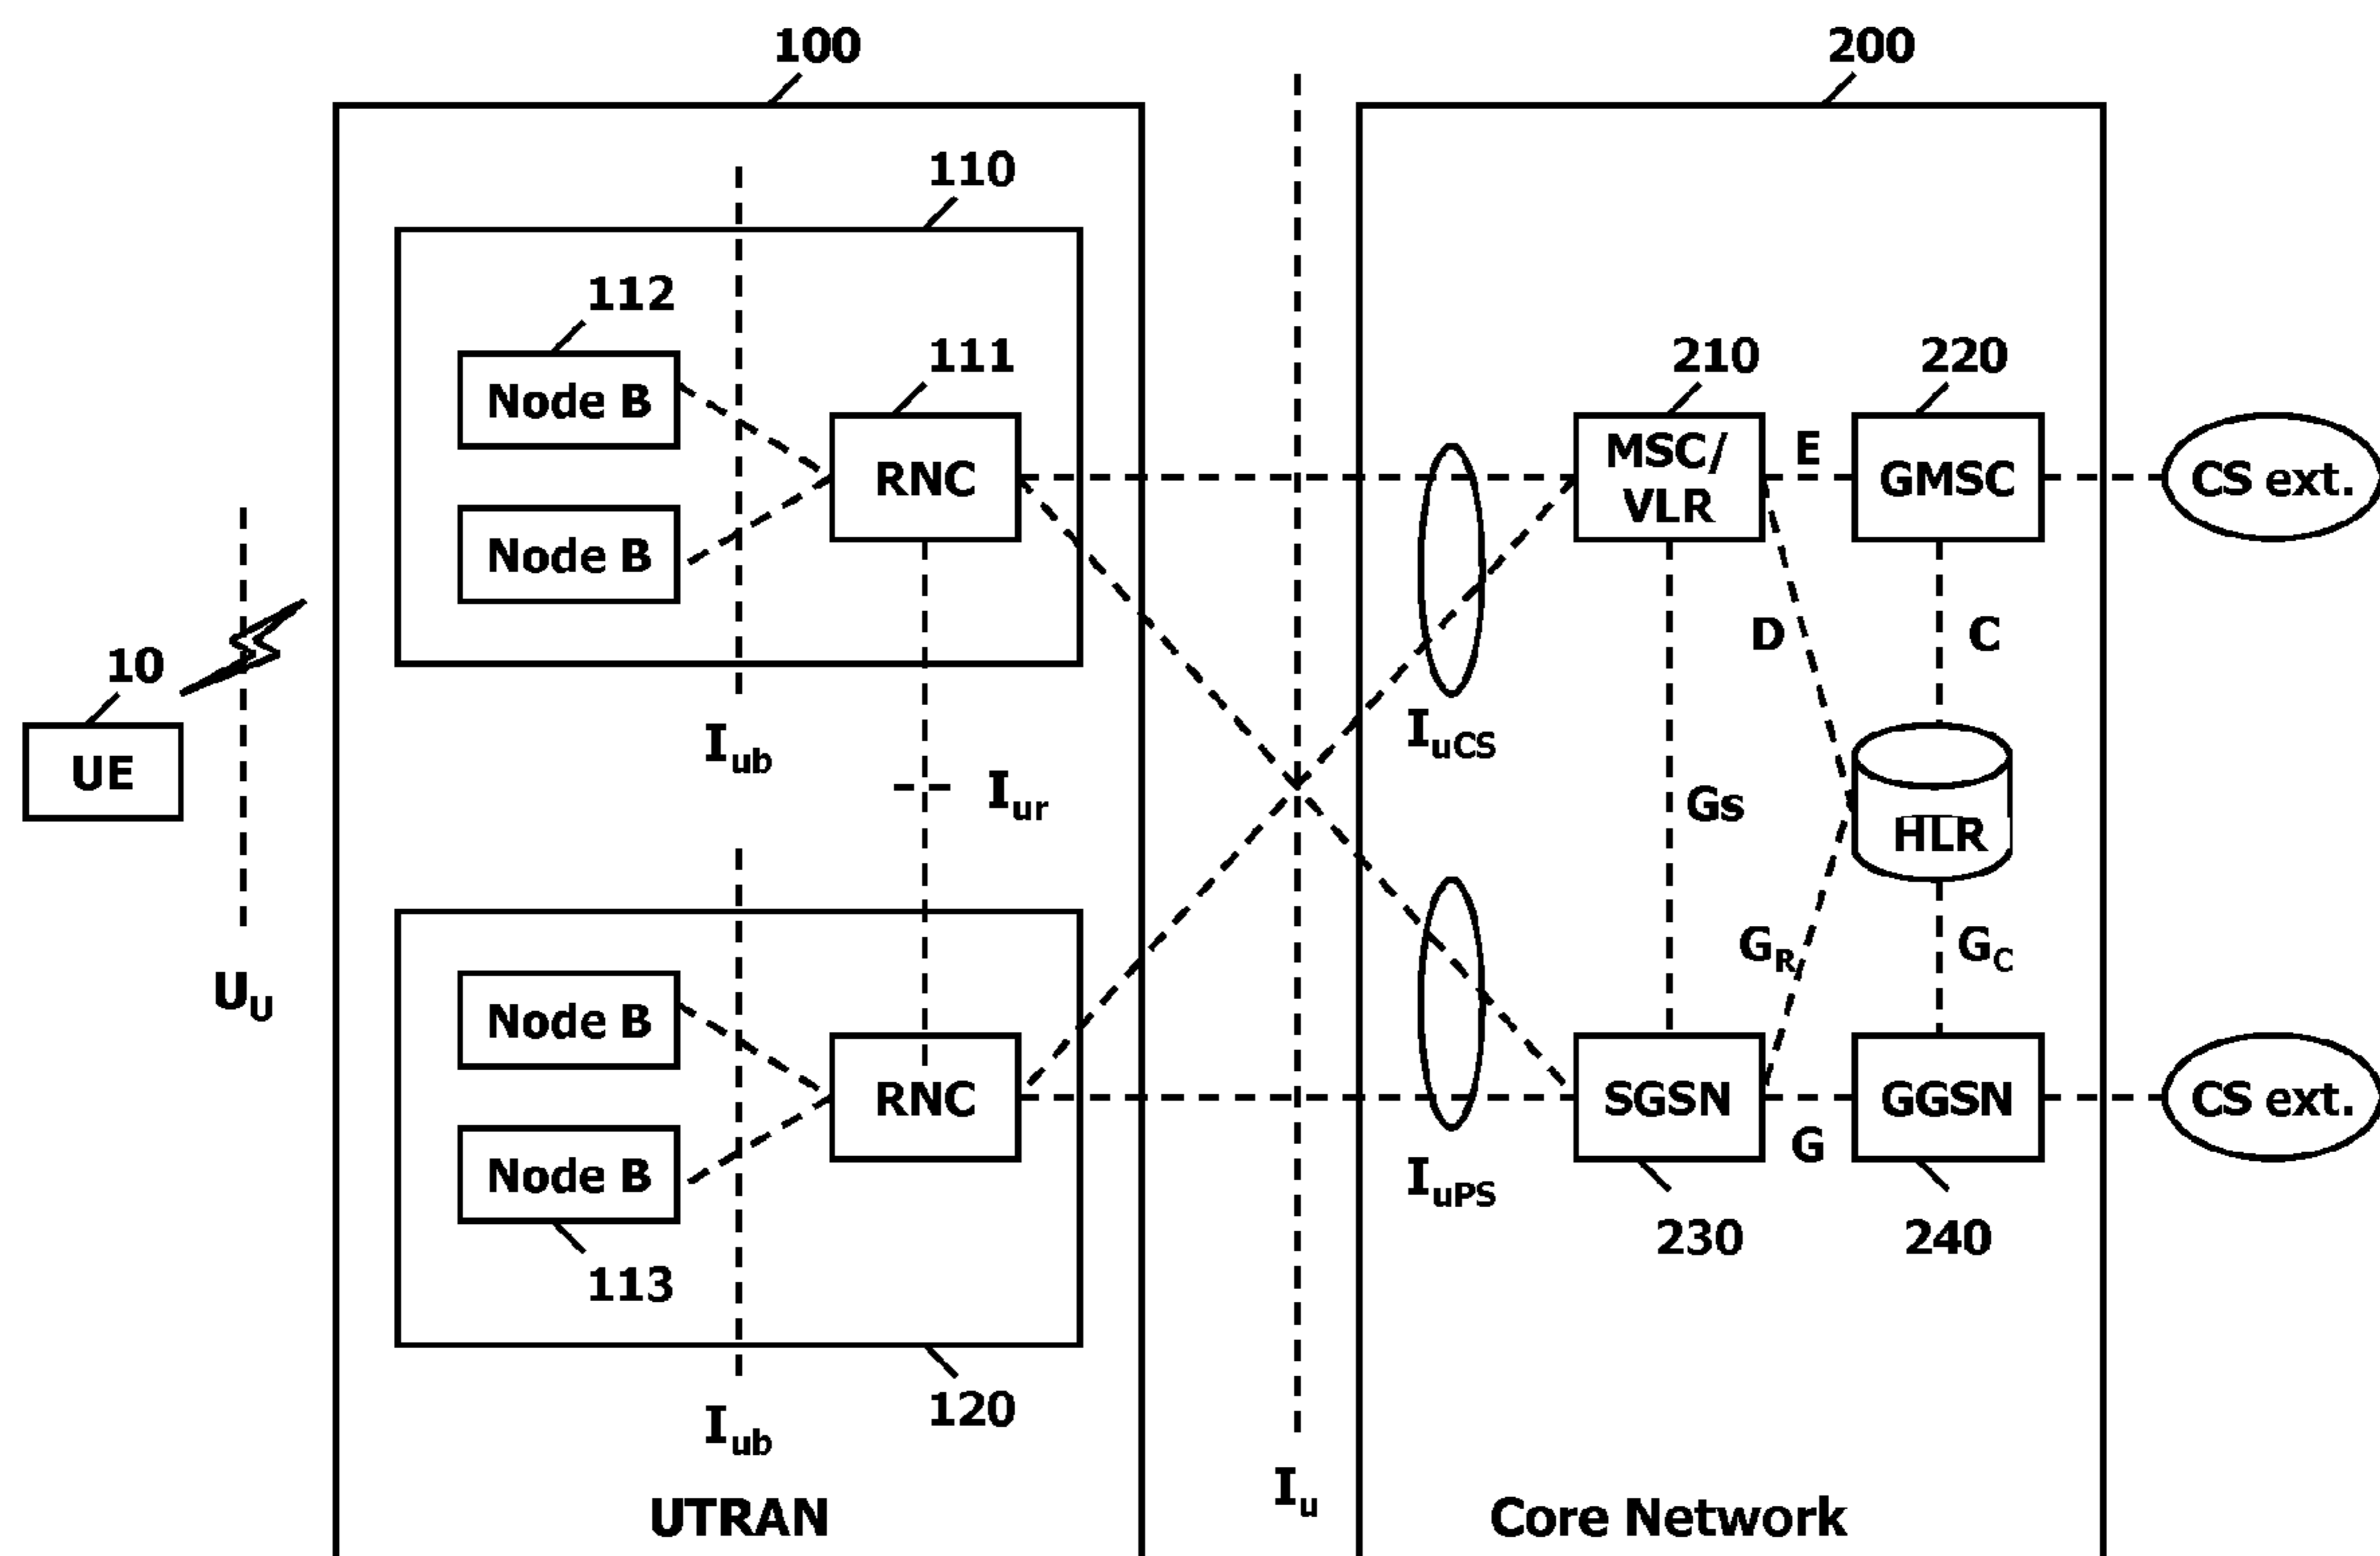 100
200
110
112
111
210
220
Node B
RNC
MSC/
VLR
E
GMSC
CS ext.
Node B
D
C
10
UE
Iub
Iur
IuCS
Gs
HLR
GR
GC
UU
Node B
RNC
SGSN
G
GGSN
CS ext.
Node B
IuPS
230
240
113
120
Iub
Iu
UTRAN
Core Network